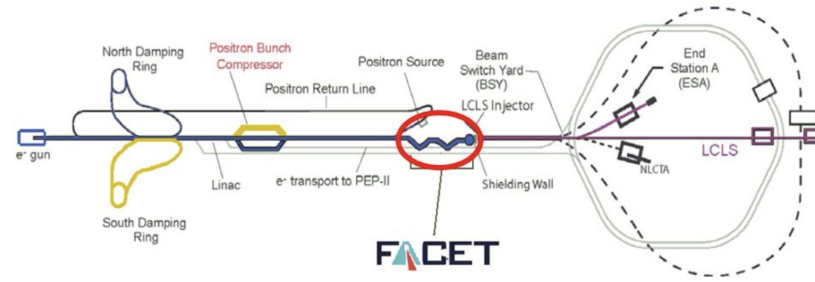 North Damping
Ring
Positron Bunch
Compressor
Positron Source
Beam
Switch Yard
(BSY)
End
Station A
(ESA)
Positron Return Line
LCLS Injector
e- gun
Linac
e- transport to PEP-II
Shielding Wall
NLCTA
LCLS
South Damping
Ring
FACET